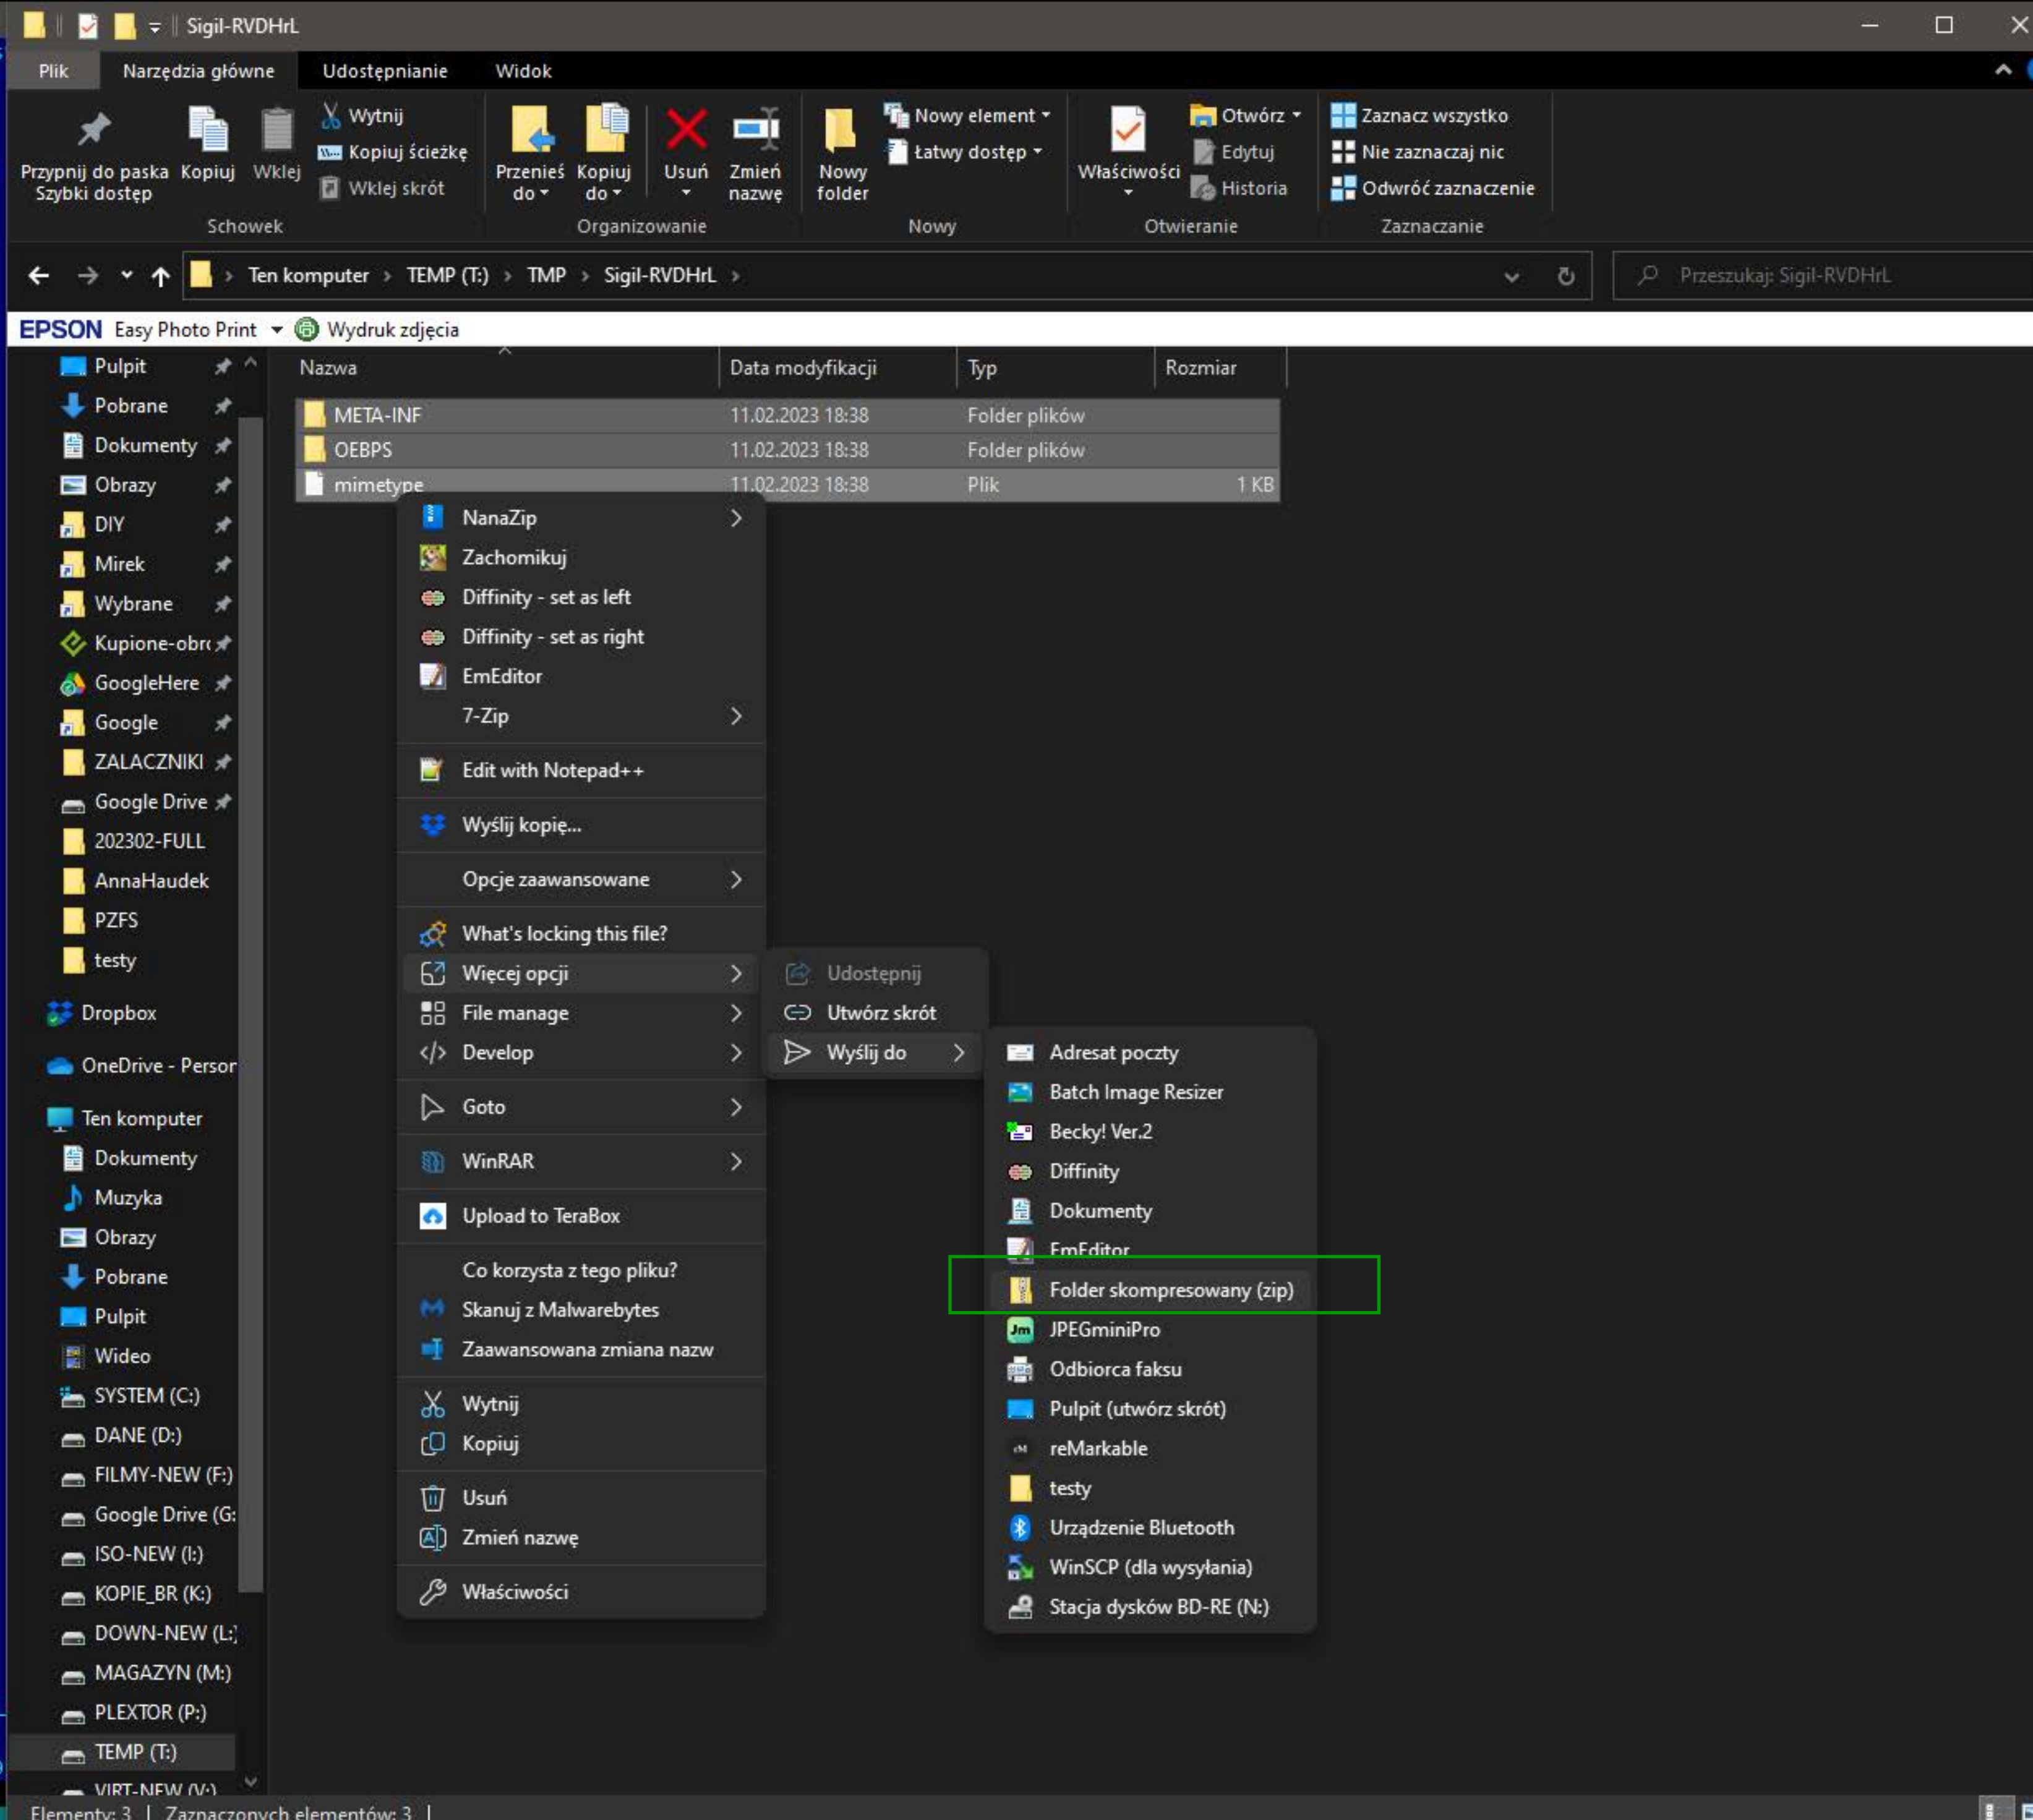 Sigil-RVDHrL
Plik Narzędzia główne Udostępnianie Widok
Przypnij do paska Szybki dostęp
Kopiuj
Wklej
Wytnij
Kopiuj ścieżkę
Wklej skrót
Schowek
Przenieś do
Kopiuj do
Usuń
Zmień nazwę
Organizowanie
Nowy folder
Nowy element
Łatwy dostęp
Nowy
Właściwości
Otwórz
Edytuj
Historia
Otwieranie
Zaznacz wszystko
Nie zaznaczaj nic
Odwróć zaznaczenie
Zaznaczanie
Ten komputer › TEMP (T:) › TMP › Sigil-RVDHrL ›
Przeszukaj: Sigil-RVDHrL
EPSON Easy Photo Print Wydruk zdjęcia
Pulpit
Pobrane
Dokumenty
Obrazy
DIY
Mirek
Wybrane
Kupione-obrc
GoogleHere
Google
ZALACZNIKI
Google Drive
202302-FULL
AnnaHaudek
PZFS
testy
Dropbox
OneDrive - Person
Ten komputer
Dokumenty
Muzyka
Obrazy
Pobrane
Pulpit
Wideo
SYSTEM (C:)
DANE (D:)
FILMY-NEW (F:)
Google Drive (G:
ISO-NEW (I:)
KOPIE_BR (K:)
DOWN-NEW (L:)
MAGAZYN (M:)
PLEXTOR (P:)
TEMP (T:)
VIRT-NEW (V:)
Nazwa Data modyfikacji Typ Rozmiar
META-INF 11.02.2023 18:38 Folder plików
OEBPS 11.02.2023 18:38 Folder plików
mimetype 11.02.2023 18:38 Plik 1 KB
NanaZip
Zachomikuj
Diffinity - set as left
Diffinity - set as right
EmEditor
7-Zip
Edit with Notepad++
Wyślij kopię...
Opcje zaawansowane
What's locking this file?
Więcej opcji
File manage
Develop
Goto
WinRAR
Upload to TeraBox
Co korzysta z tego pliku?
Skanuj z Malwarebytes
Zaawansowana zmiana nazw
Wytnij
Kopiuj
Usuń
Zmień nazwę
Właściwości
Udostępnij
Utwórz skrót
Wyślij do
Adresat poczty
Batch Image Resizer
Becky! Ver.2
Diffinity
Dokumenty
EmEditor
Folder skompresowany (zip)
Jm JPEGminiPro
Odbiorca faksu
Pulpit (utwórz skrót)
reMarkable
testy
Urządzenie Bluetooth
WinSCP (dla wysyłania)
Stacja dysków BD-RE (N:)
Elementy: 3 | Zaznaczonych elementów: 3 |